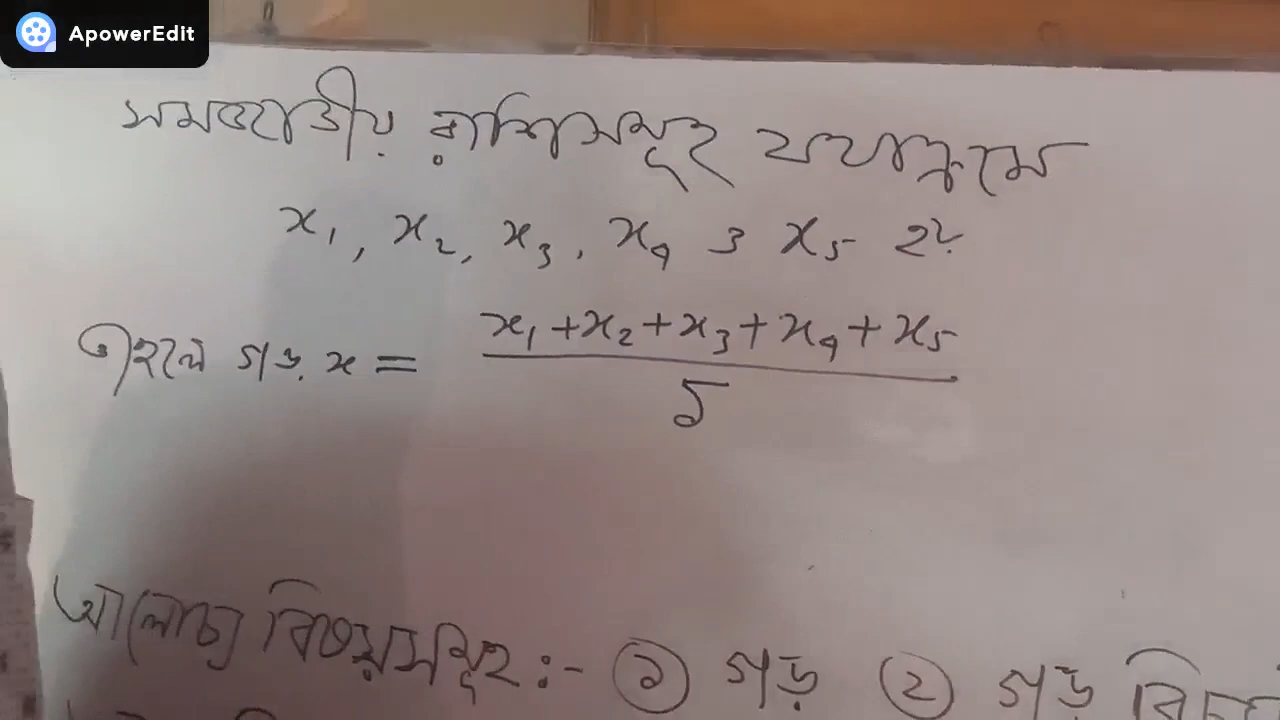 ApowerEdit
সমজাতীয় রাশিসমূহ যথাক্রমে
x₁, x₂, x₃, x₄ ও x₅ হয়
তাহলে গড় x = (x₁ + x₂ + x₃ + x₄ + x₅) / 5
আলোচ্য বিষয়সমূহ :- ① গড় ② গড়